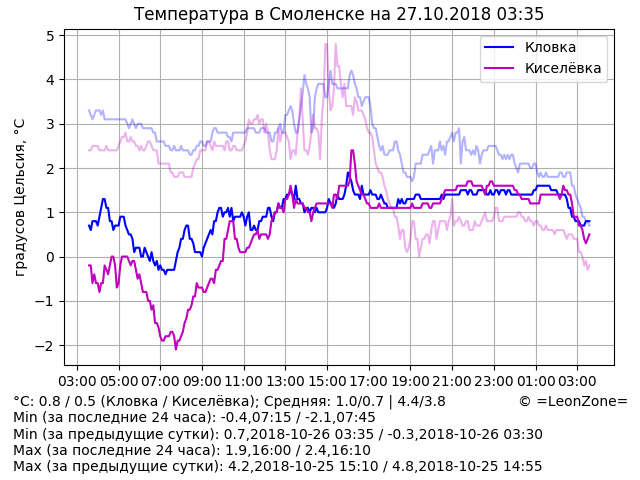 Температура в Смоленске на 27.10.2018 03:35
градусов Цельсия, °C
5
4
3
2
1
0
−1
−2
Кловка
Киселёвка
03:00 05:00 07:00 09:00 11:00 13:00 15:00 17:00 19:00 21:00 23:00 01:00 03:00
°C: 0.8 / 0.5 (Кловка / Киселёвка); Средняя: 1.0/0.7 | 4.4/3.8 © =LeonZone=
Min (за последние 24 часа): -0.4,07:15 / -2.1,07:45
Min (за предыдущие сутки): 0.7,2018-10-26 03:35 / -0.3,2018-10-26 03:30
Max (за последние 24 часа): 1.9,16:00 / 2.4,16:10
Max (за предыдущие сутки): 4.2,2018-10-25 15:10 / 4.8,2018-10-25 14:55